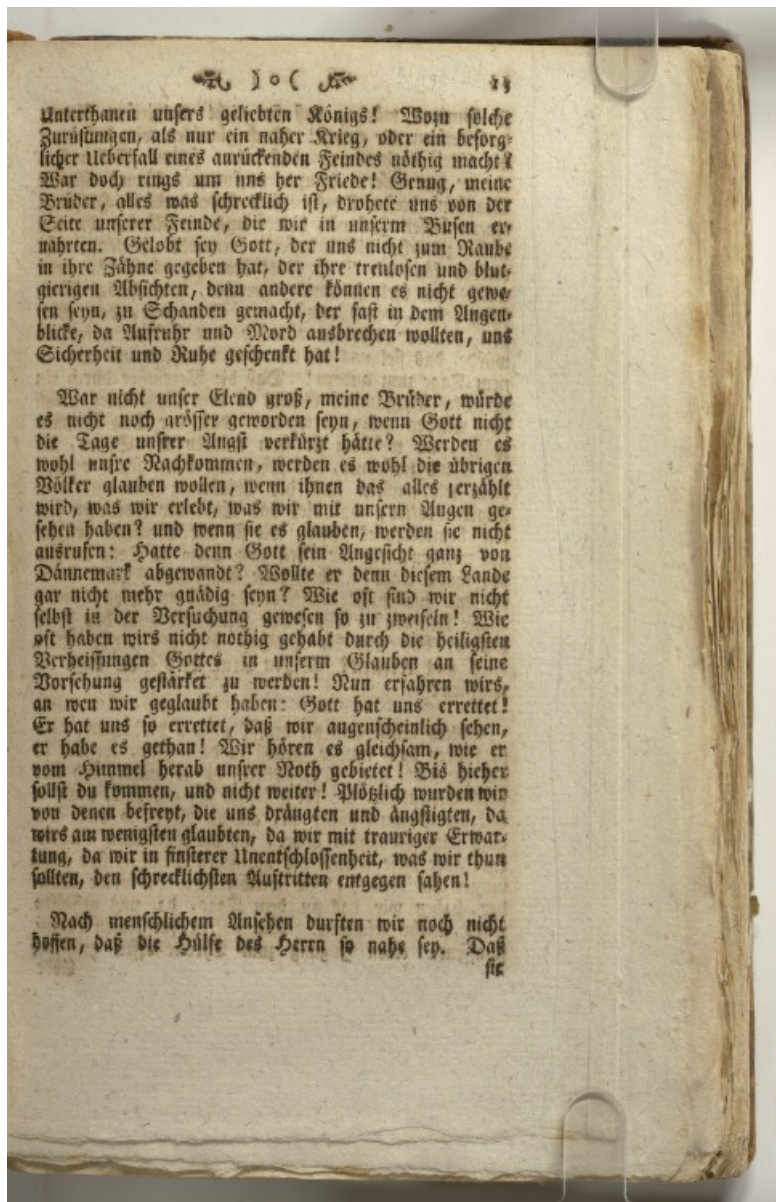 ) o ( 15
Unterthanen unsers geliebten Königs! Wozu solche
Zurüstungen, als nur ein naher Krieg, oder ein besorg-
licher Ueberfall eines anrückenden Feindes nöthig macht?
War doch rings um uns her Friede! Genug, meine
Brüder, alles was schrecklich ist, drohete uns von der
Seite unserer Feinde, die wir in unserm Busen er-
nährten. Gelobt sey Gott, der uns nicht zum Raube
in ihre Zähne gegeben hat, der ihre treulosen und blut-
gierigen Absichten, denn andere können es nicht gewe-
sen seyn, zu Schanden gemacht, der fast in dem Augen-
blicke, da Aufruhr und Mord ausbrechen wollten, uns
Sicherheit und Ruhe geschenkt hat!
War nicht unser Elend groß, meine Brüder, würde
es nicht noch grösser geworden seyn, wenn Gott nicht
die Tage unsrer Angst verkürzt hätte? Werden es
wohl unsre Nachkommen, werden es wohl die übrigen
Völker glauben wollen, wenn ihnen das alles erzählt
wird, was wir erlebt, was wir mit unsern Augen ge-
sehen haben? und wenn sie es glauben, werden sie nicht
ausrufen: Hatte denn Gott sein Angesicht ganz von
Dännemark abgewandt? Wollte er denn diesem Lande
gar nicht mehr gnädig seyn? Wie oft sind wir nicht
selbst in der Versuchung gewesen so zu zweifeln! Wie
oft haben wirs nicht nöthig gehabt durch die heiligsten
Verheissungen Gottes in unserm Glauben an seine
Vorsehung gestärket zu werden! Nun erfahren wirs,
an wen wir geglaubt haben: Gott hat uns errettet!
Er hat uns so errettet, daß wir augenscheinlich sehen,
er habe es gethan! Wir hören es gleichsam, wie er
vom Himmel herab unsrer Noth gebietet! Bis hieher
sollst du kommen, und nicht weiter! Plötzlich wurden wir
von denen befreyt, die uns drängten und ängstigten, da
wirs am wenigsten glaubten, da wir mit trauriger Erwar-
tung, da wir in finsterer Unentschlossenheit, was wir thun
sollten, den schrecklichsten Auftritten entgegen sahen!
Nach menschlichem Ansehen durften wir noch nicht
hoffen, daß die Hülfe des Herrn so nahe sey. Daß
sie